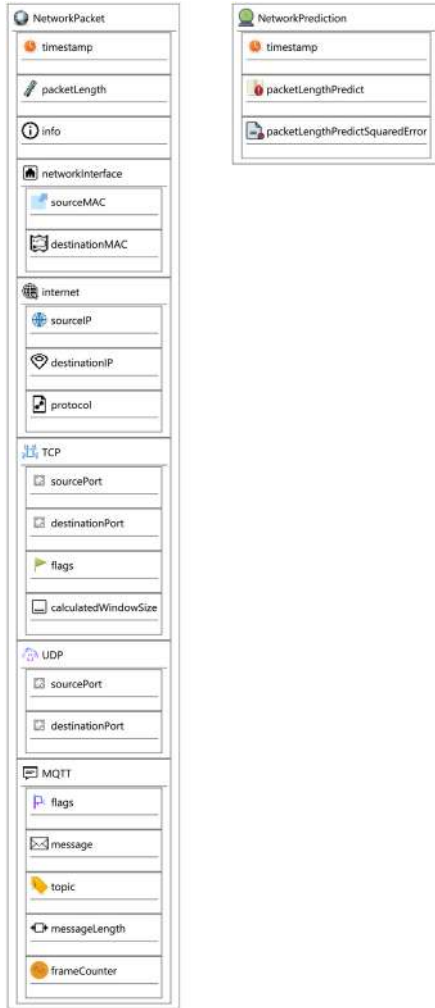 NetworkPacket
timestamp
packetLength
info
networkInterface
sourceMAC
destinationMAC
internet
sourceIP
destinationIP
protocol
TCP
sourcePort
destinationPort
flags
calculatedWindowSize
UDP
sourcePort
destinationPort
MQTT
flags
message
topic
messageLength
frameCounter
NetworkPrediction
timestamp
packetLengthPredict
packetLengthPredictSquaredError